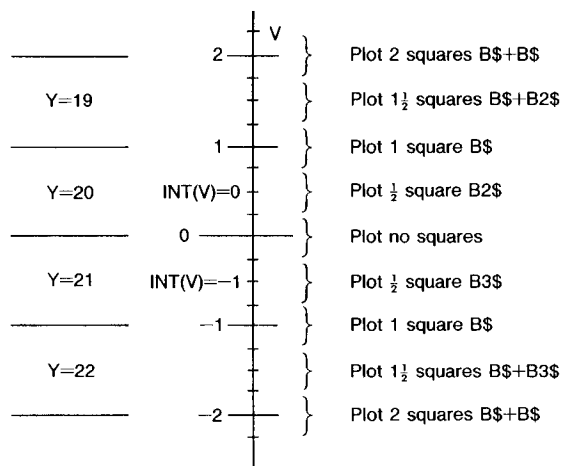 V
2 Plot 2 squares B$+B$
Y=19 Plot 1½ squares B$+B2$
1 Plot 1 square B$
Y=20 INT(V)=0 Plot ½ square B2$
0 Plot no squares
Y=21 INT(V)=−1 Plot ½ square B3$
−1 Plot 1 square B$
Y=22 Plot 1½ squares B$+B3$
−2 Plot 2 squares B$+B$